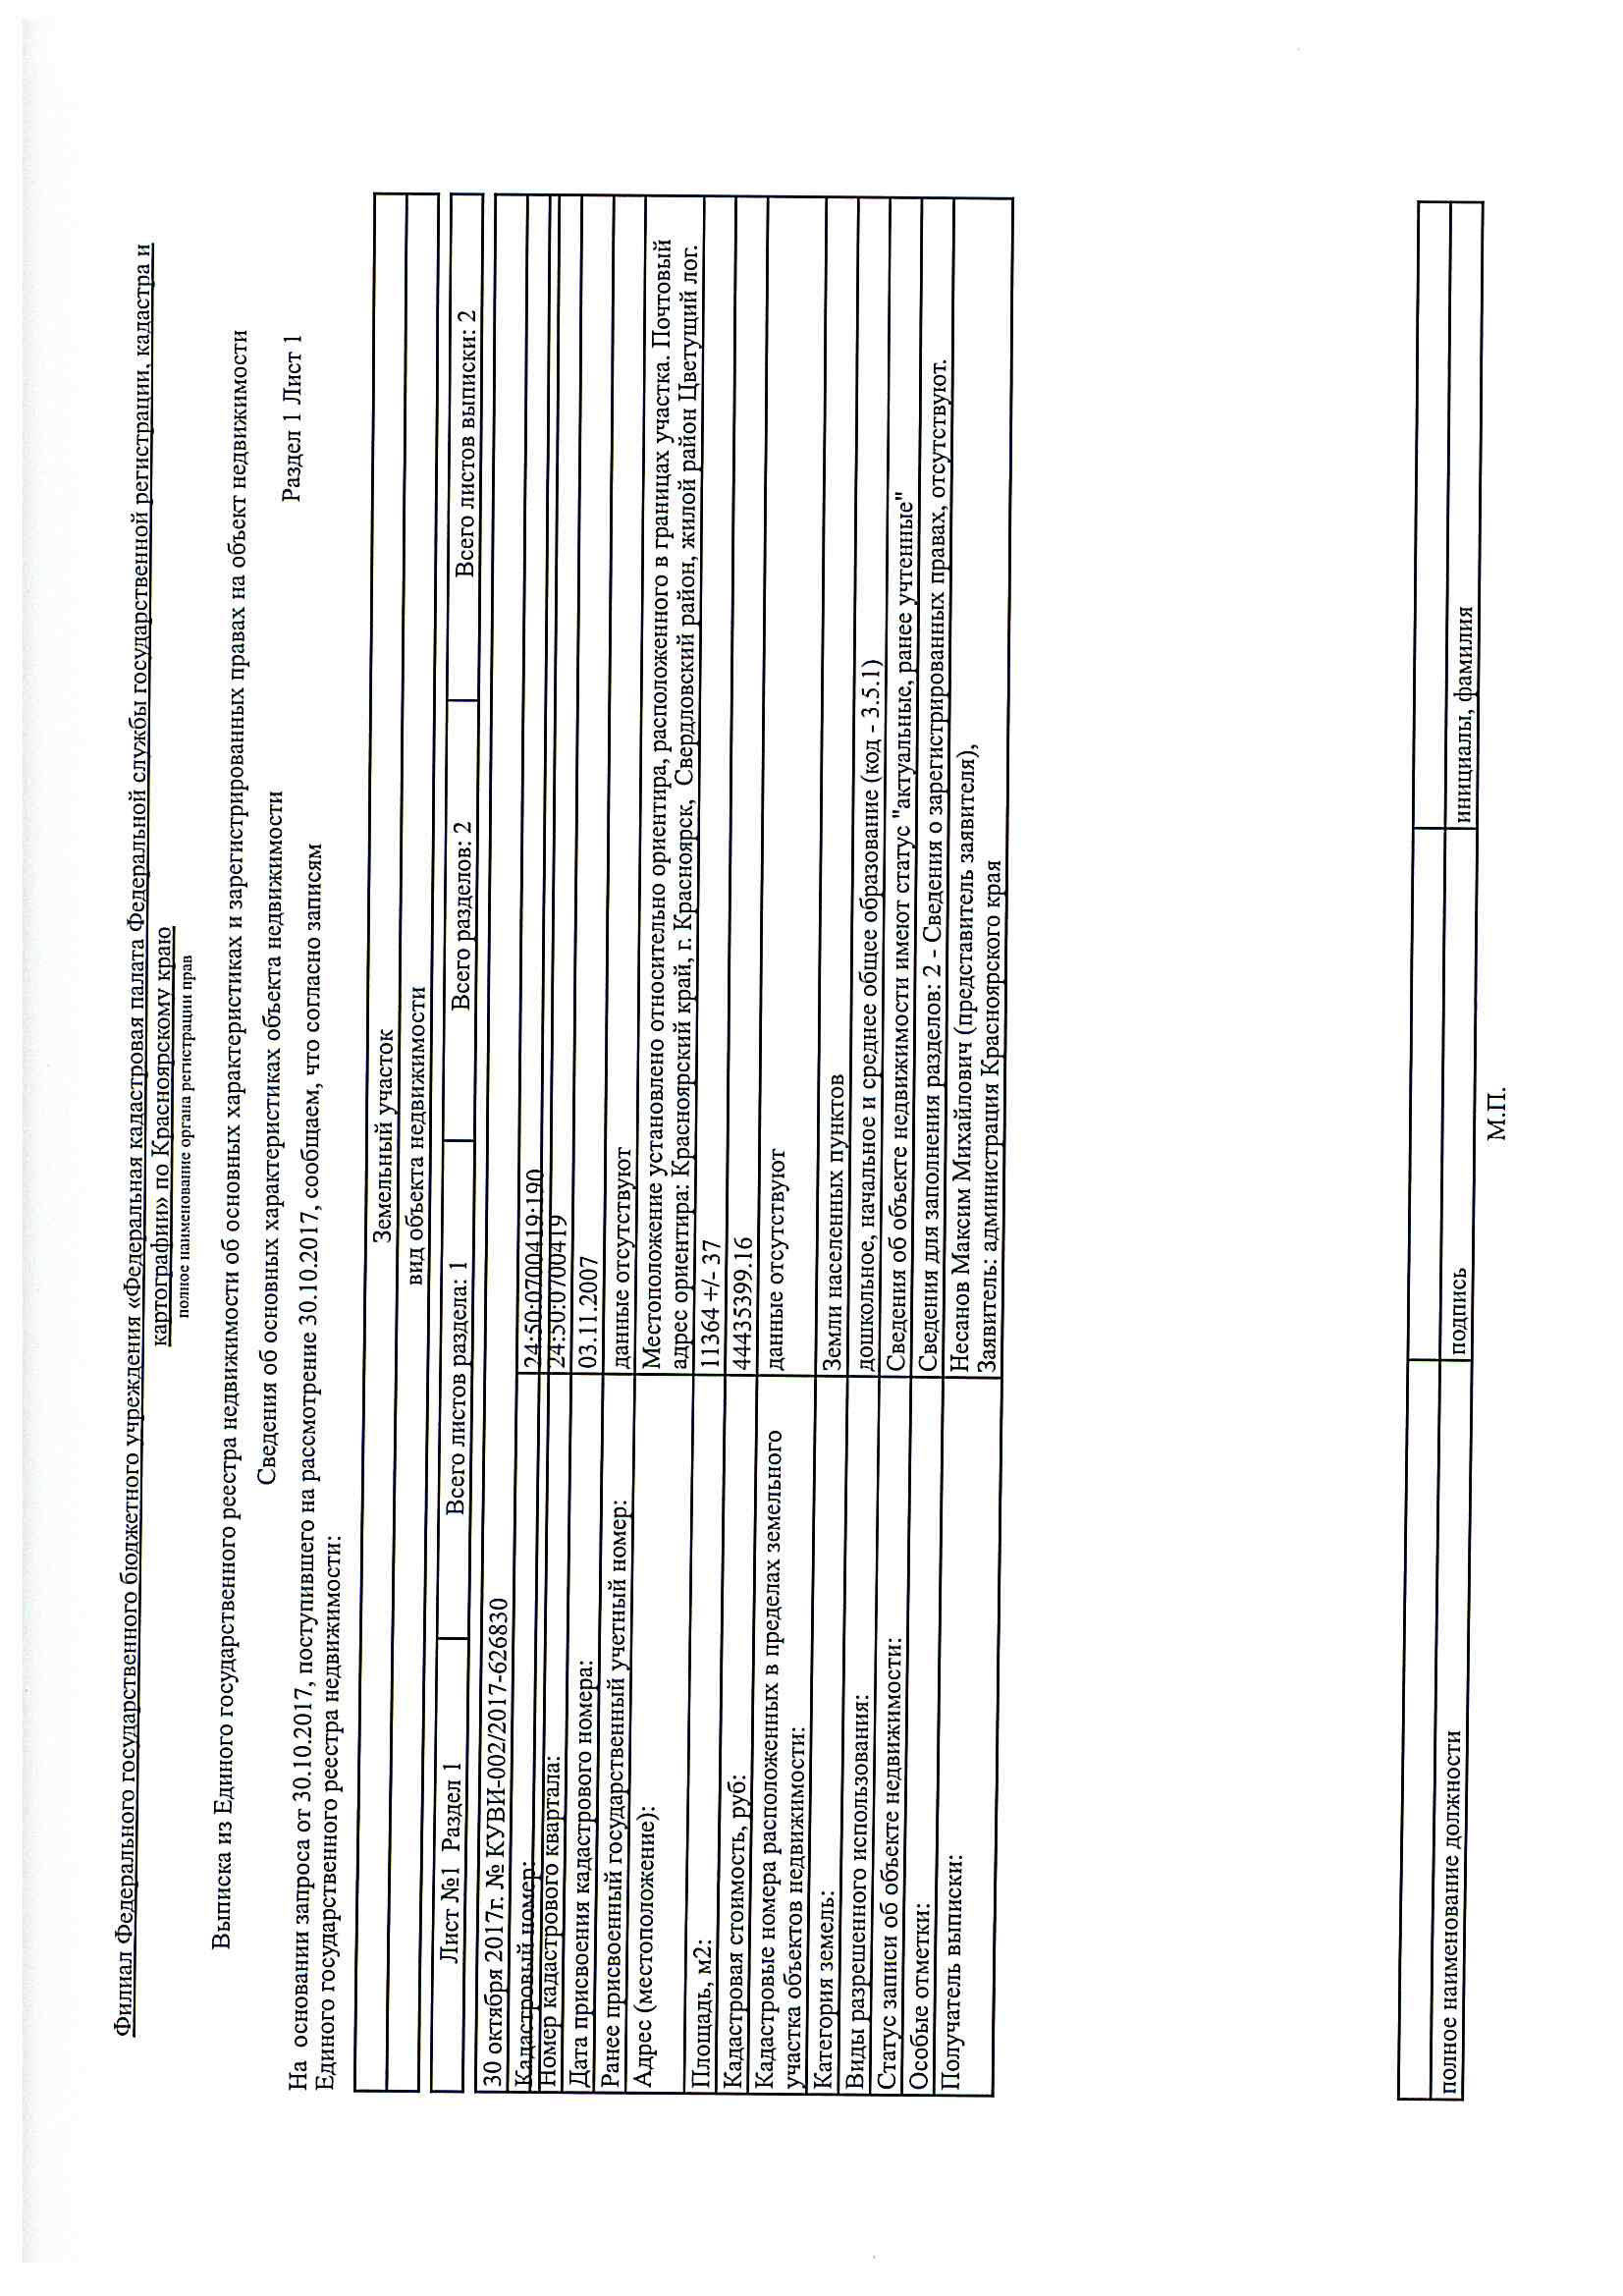 Филиал Федерального государственного бюджетного учреждения «Федеральная кадастровая палата Федеральной службы государственной регистрации, кадастра и
картографии» по Красноярскому краю
полное наименование органа регистрации прав
Выписка из Единого государственного реестра недвижимости об основных характеристиках и зарегистрированных правах на объект недвижимости
Сведения об основных характеристиках объекта недвижимости
Раздел 1 Лист 1
На основании запроса от 30.10.2017, поступившего на рассмотрение 30.10.2017, сообщаем, что согласно записям
Единого государственного реестра недвижимости:
Земельный участок
вид объекта недвижимости
Лист №1 Раздел 1 Всего листов раздела: 1 Всего разделов: 2 Всего листов выписки: 2
30 октября 2017г. № КУВИ-002/2017-626830
Кадастровый номер: 24:50:0700419:190
Номер кадастрового квартала: 24:50:0700419
Дата присвоения кадастрового номера: 03.11.2007
Ранее присвоенный государственный учетный номер: данные отсутствуют
Адрес (местоположение): Местоположение установлено относительно ориентира, расположенного в границах участка. Почтовый
адрес ориентира: Красноярский край, г. Красноярск, Свердловский район, жилой район Цветущий лог.
Площадь, м2: 11364 +/- 37
Кадастровая стоимость, руб: 44435399.16
Кадастровые номера расположенных в пределах земельного
участка объектов недвижимости: данные отсутствуют
Категория земель: Земли населенных пунктов
Виды разрешенного использования: дошкольное, начальное и среднее общее образование (код - 3.5.1)
Статус записи об объекте недвижимости: Сведения об объекте недвижимости имеют статус "актуальные, ранее учтенные"
Особые отметки: Сведения для заполнения разделов: 2 - Сведения о зарегистрированных правах, отсутствуют.
Получатель выписки: Несанов Максим Михайлович (представитель заявителя),
Заявитель: администрация Красноярского края
полное наименование должности подпись инициалы, фамилия
М.П.